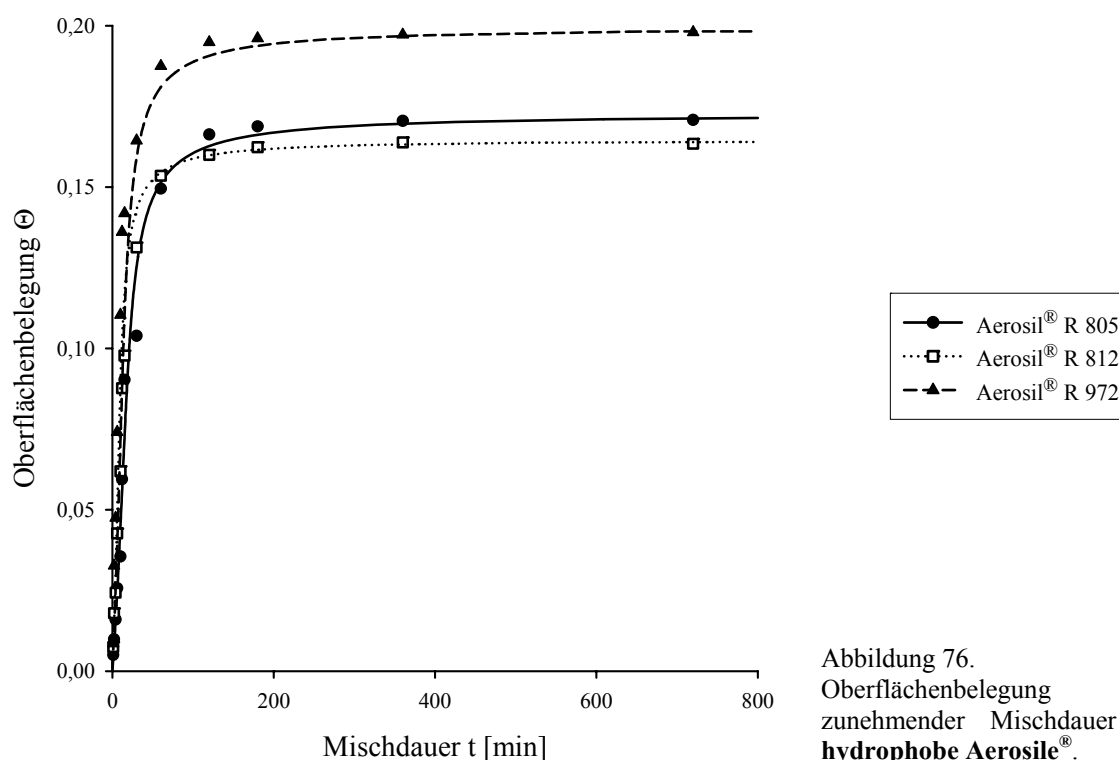 0,20
0,15
0,10
0,05
0,00
Oberflächenbelegung Θ
0 200 400 600 800
Mischdauer t [min]
Aerosil® R 805
Aerosil® R 812
Aerosil® R 972
Abbildung 76.
Oberflächenbelegung
zunehmender Mischdauer
hydrophobe Aerosile®.